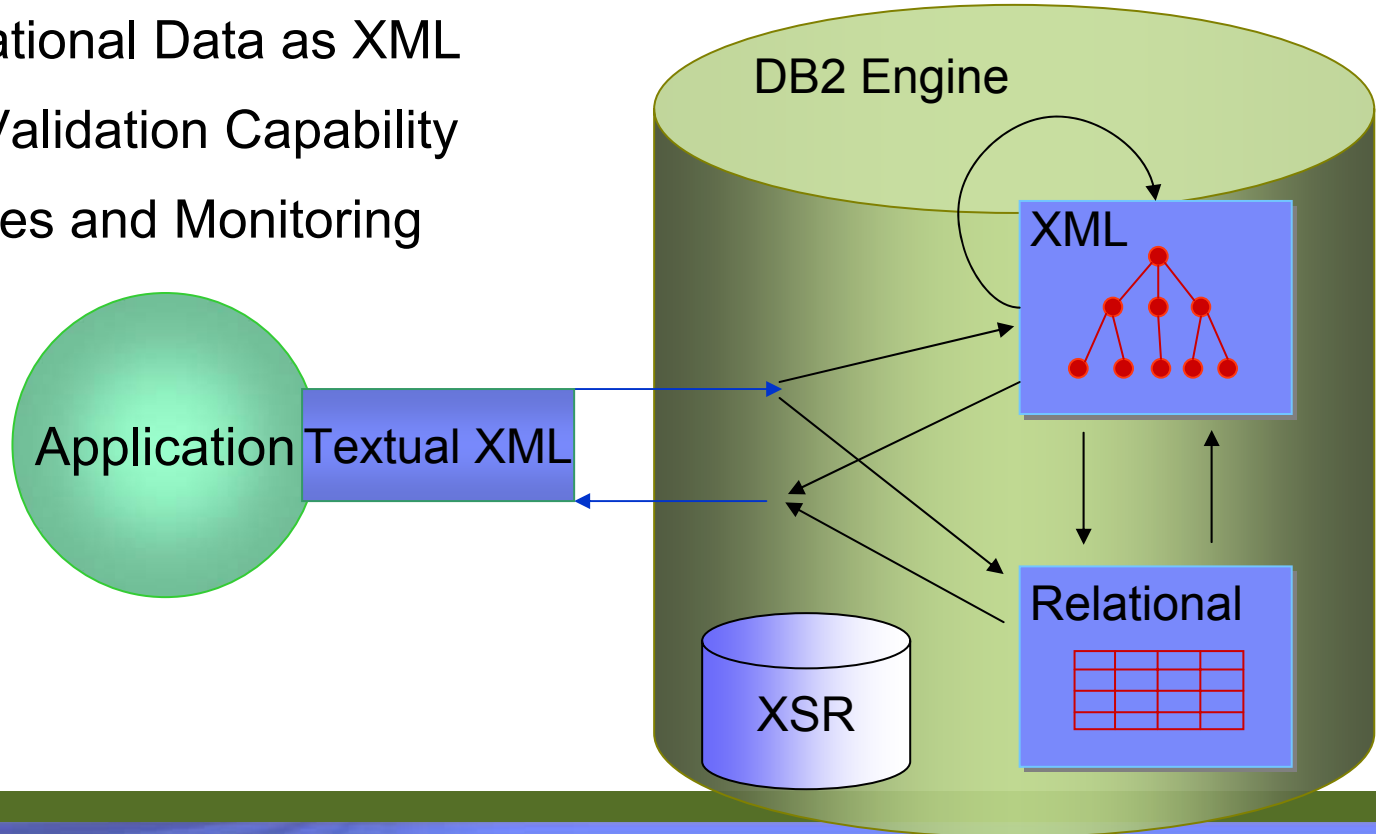 ational Data as XML
Validation Capability
es and Monitoring
DB2 Engine
XML
Application
Textual XML
Relational
XSR